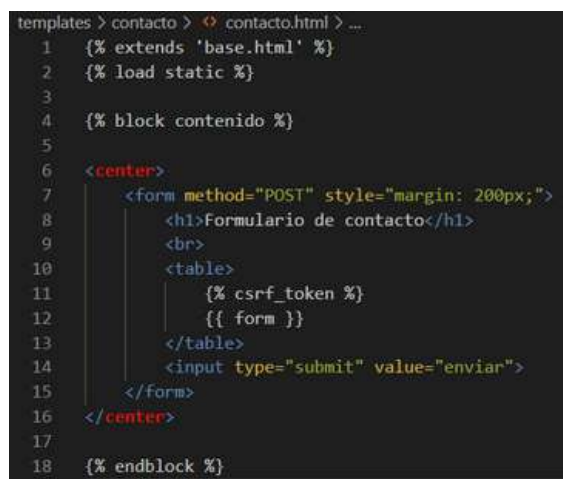 templates > contacto > <> contacto.html > ...
1 {% extends 'base.html' %}
2 {% load static %}
3
4 {% block contenido %}
5
6 <center>
7 <form method="POST" style="margin: 200px;">
8 <h1>Formulario de contacto</h1>
9 <br>
10 <table>
11 {% csrf_token %}
12 {{ form }}
13 </table>
14 <input type="submit" value="enviar">
15 </form>
16 </center>
17
18 {% endblock %}